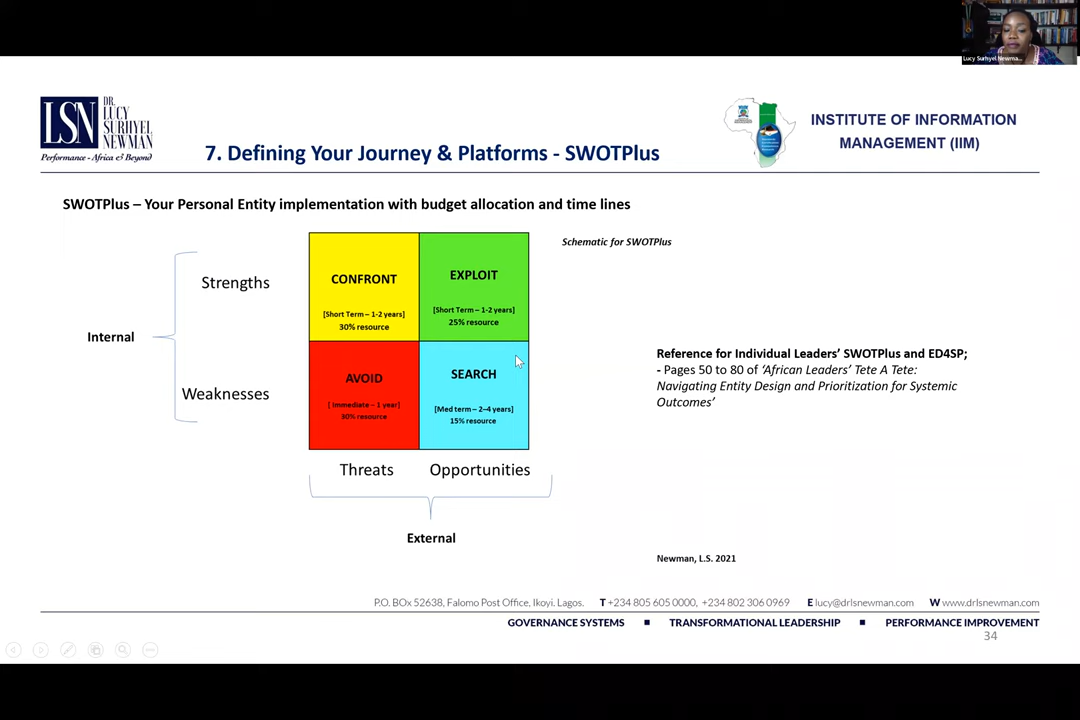 Lucy Surhyel Newma...
LSN
DR.
LUCY
SURHYEL
NEWMAN
Performance - Africa & Beyond
INSTITUTE OF INFORMATION
MANAGEMENT (IIM)
7. Defining Your Journey & Platforms - SWOTPlus
SWOTPlus – Your Personal Entity implementation with budget allocation and time lines
Schematic for SWOTPlus
Internal
Strengths
Weaknesses
CONFRONT
[Short Term – 1-2 years]
30% resource
EXPLOIT
[Short Term – 1-2 years]
25% resource
AVOID
[ Immediate – 1 year]
30% resource
SEARCH
[Med term – 2–4 years]
15% resource
Threats
Opportunities
External
Reference for Individual Leaders’ SWOTPlus and ED4SP;
- Pages 50 to 80 of ‘African Leaders’ Tete A Tete:
Navigating Entity Design and Prioritization for Systemic
Outcomes’
Newman, L.S. 2021
P.O. BOx 52638, Falomo Post Office, Ikoyi. Lagos. T +234 805 605 0000, +234 802 306 0969 E lucy@drlsnewman.com W www.drlsnewman.com
GOVERNANCE SYSTEMS ■ TRANSFORMATIONAL LEADERSHIP ■ PERFORMANCE IMPROVEMENT
34